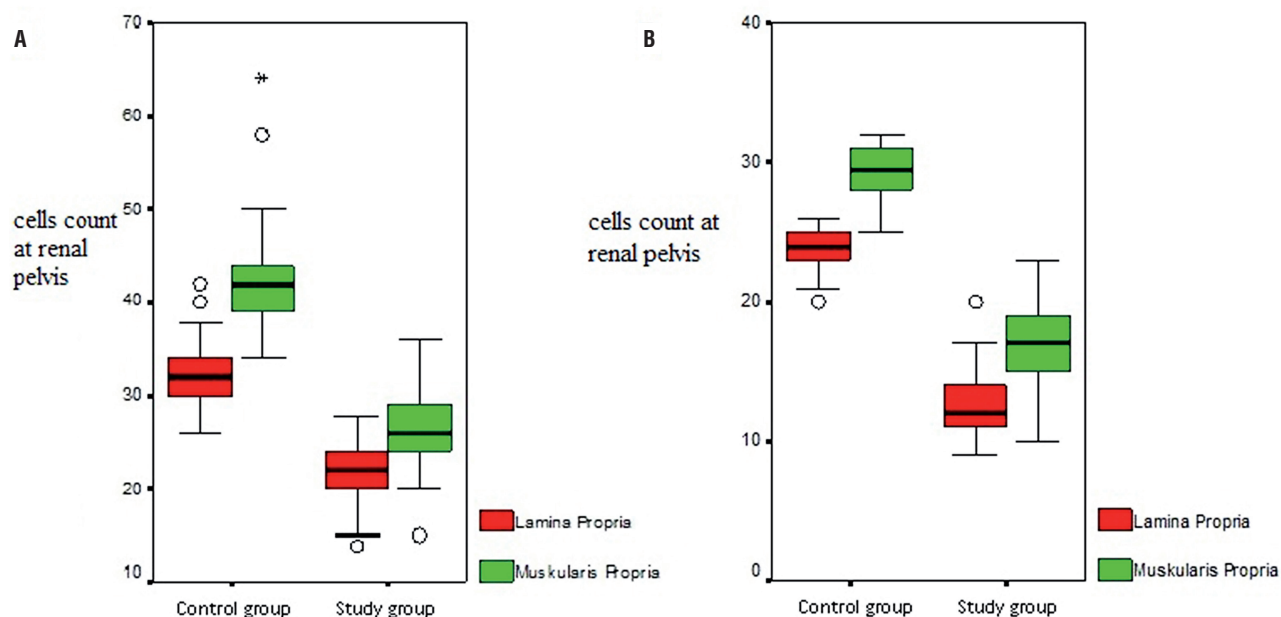 A
70
60
50
40
30
20
10
cells count
at renal
pelvis
Control group
Study group
Lamina Propria
Muskularis Propria
B
40
30
20
10
0
cells count at
renal pelvis
Control group
Study group
Lamina Propria
Muskularis Propria